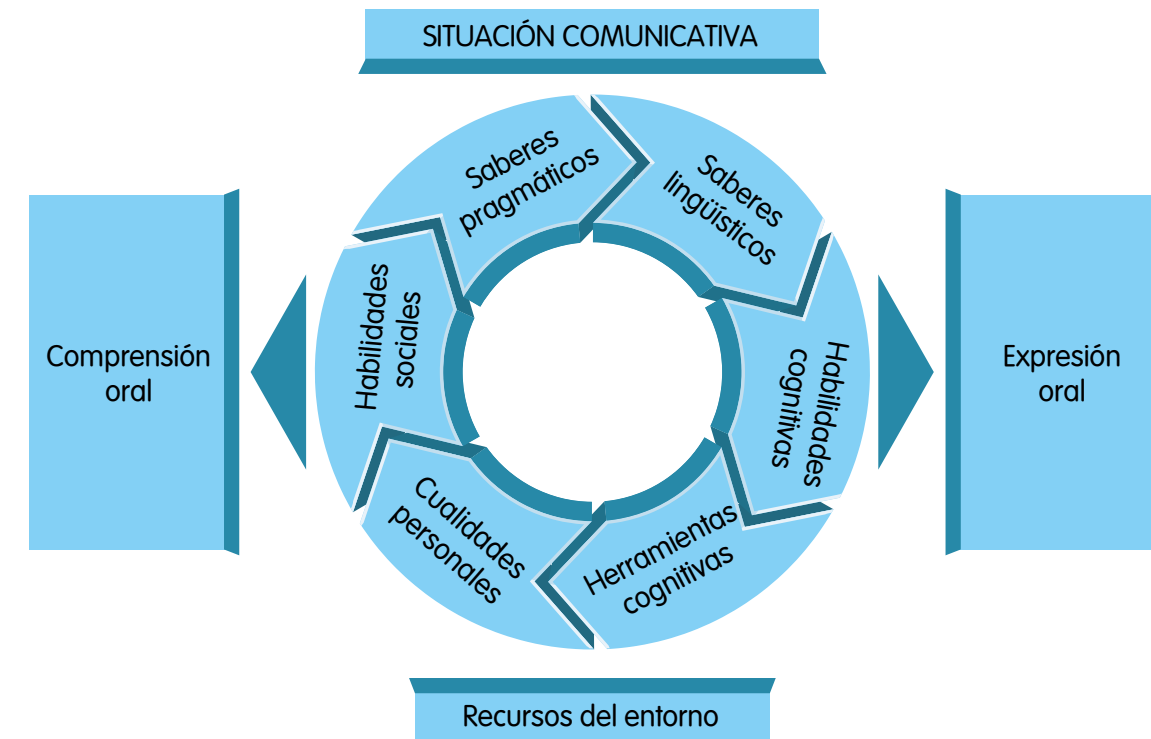 SITUACIÓN COMUNICATIVA
Saberes
pragmáticos
Saberes
lingüísticos
Habilidades
sociales
Habilidades
cognitivas
Comprensión
oral
Expresión
oral
Cualidades
personales
Herramientas
cognitivas
Recursos del entorno